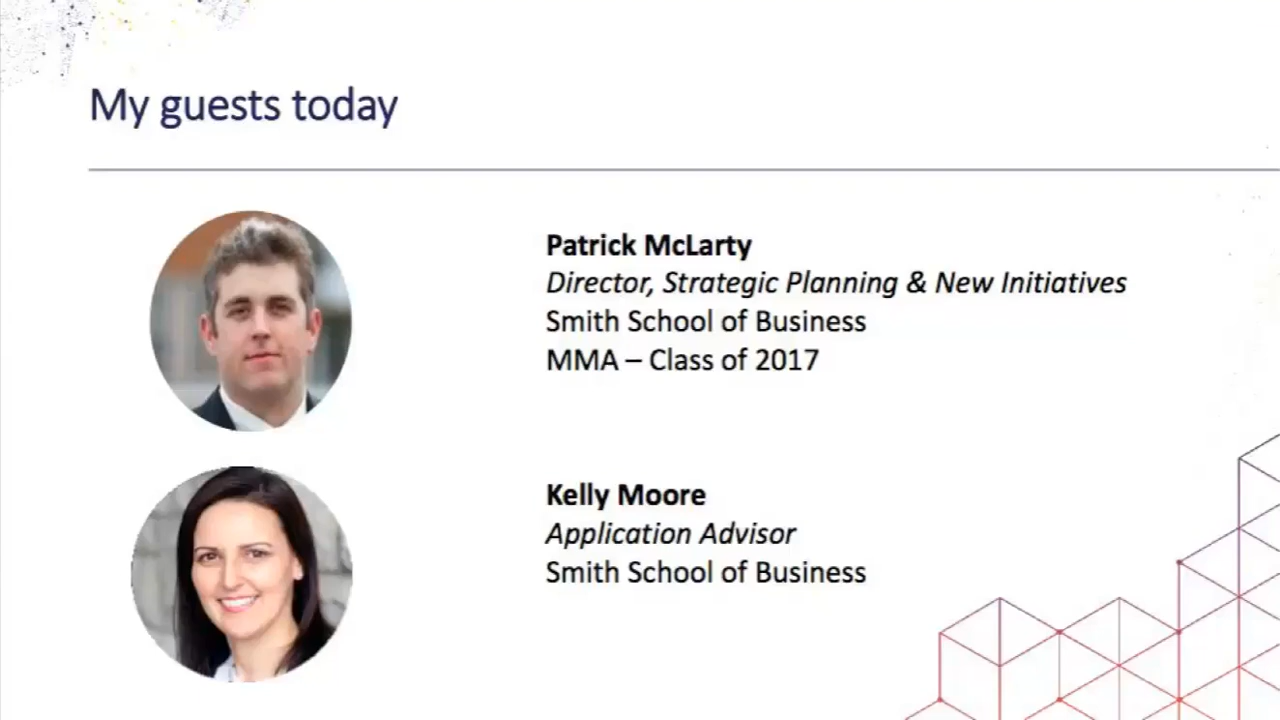 My guests today
Patrick McLarty
Director, Strategic Planning & New Initiatives
Smith School of Business
MMA – Class of 2017
Kelly Moore
Application Advisor
Smith School of Business